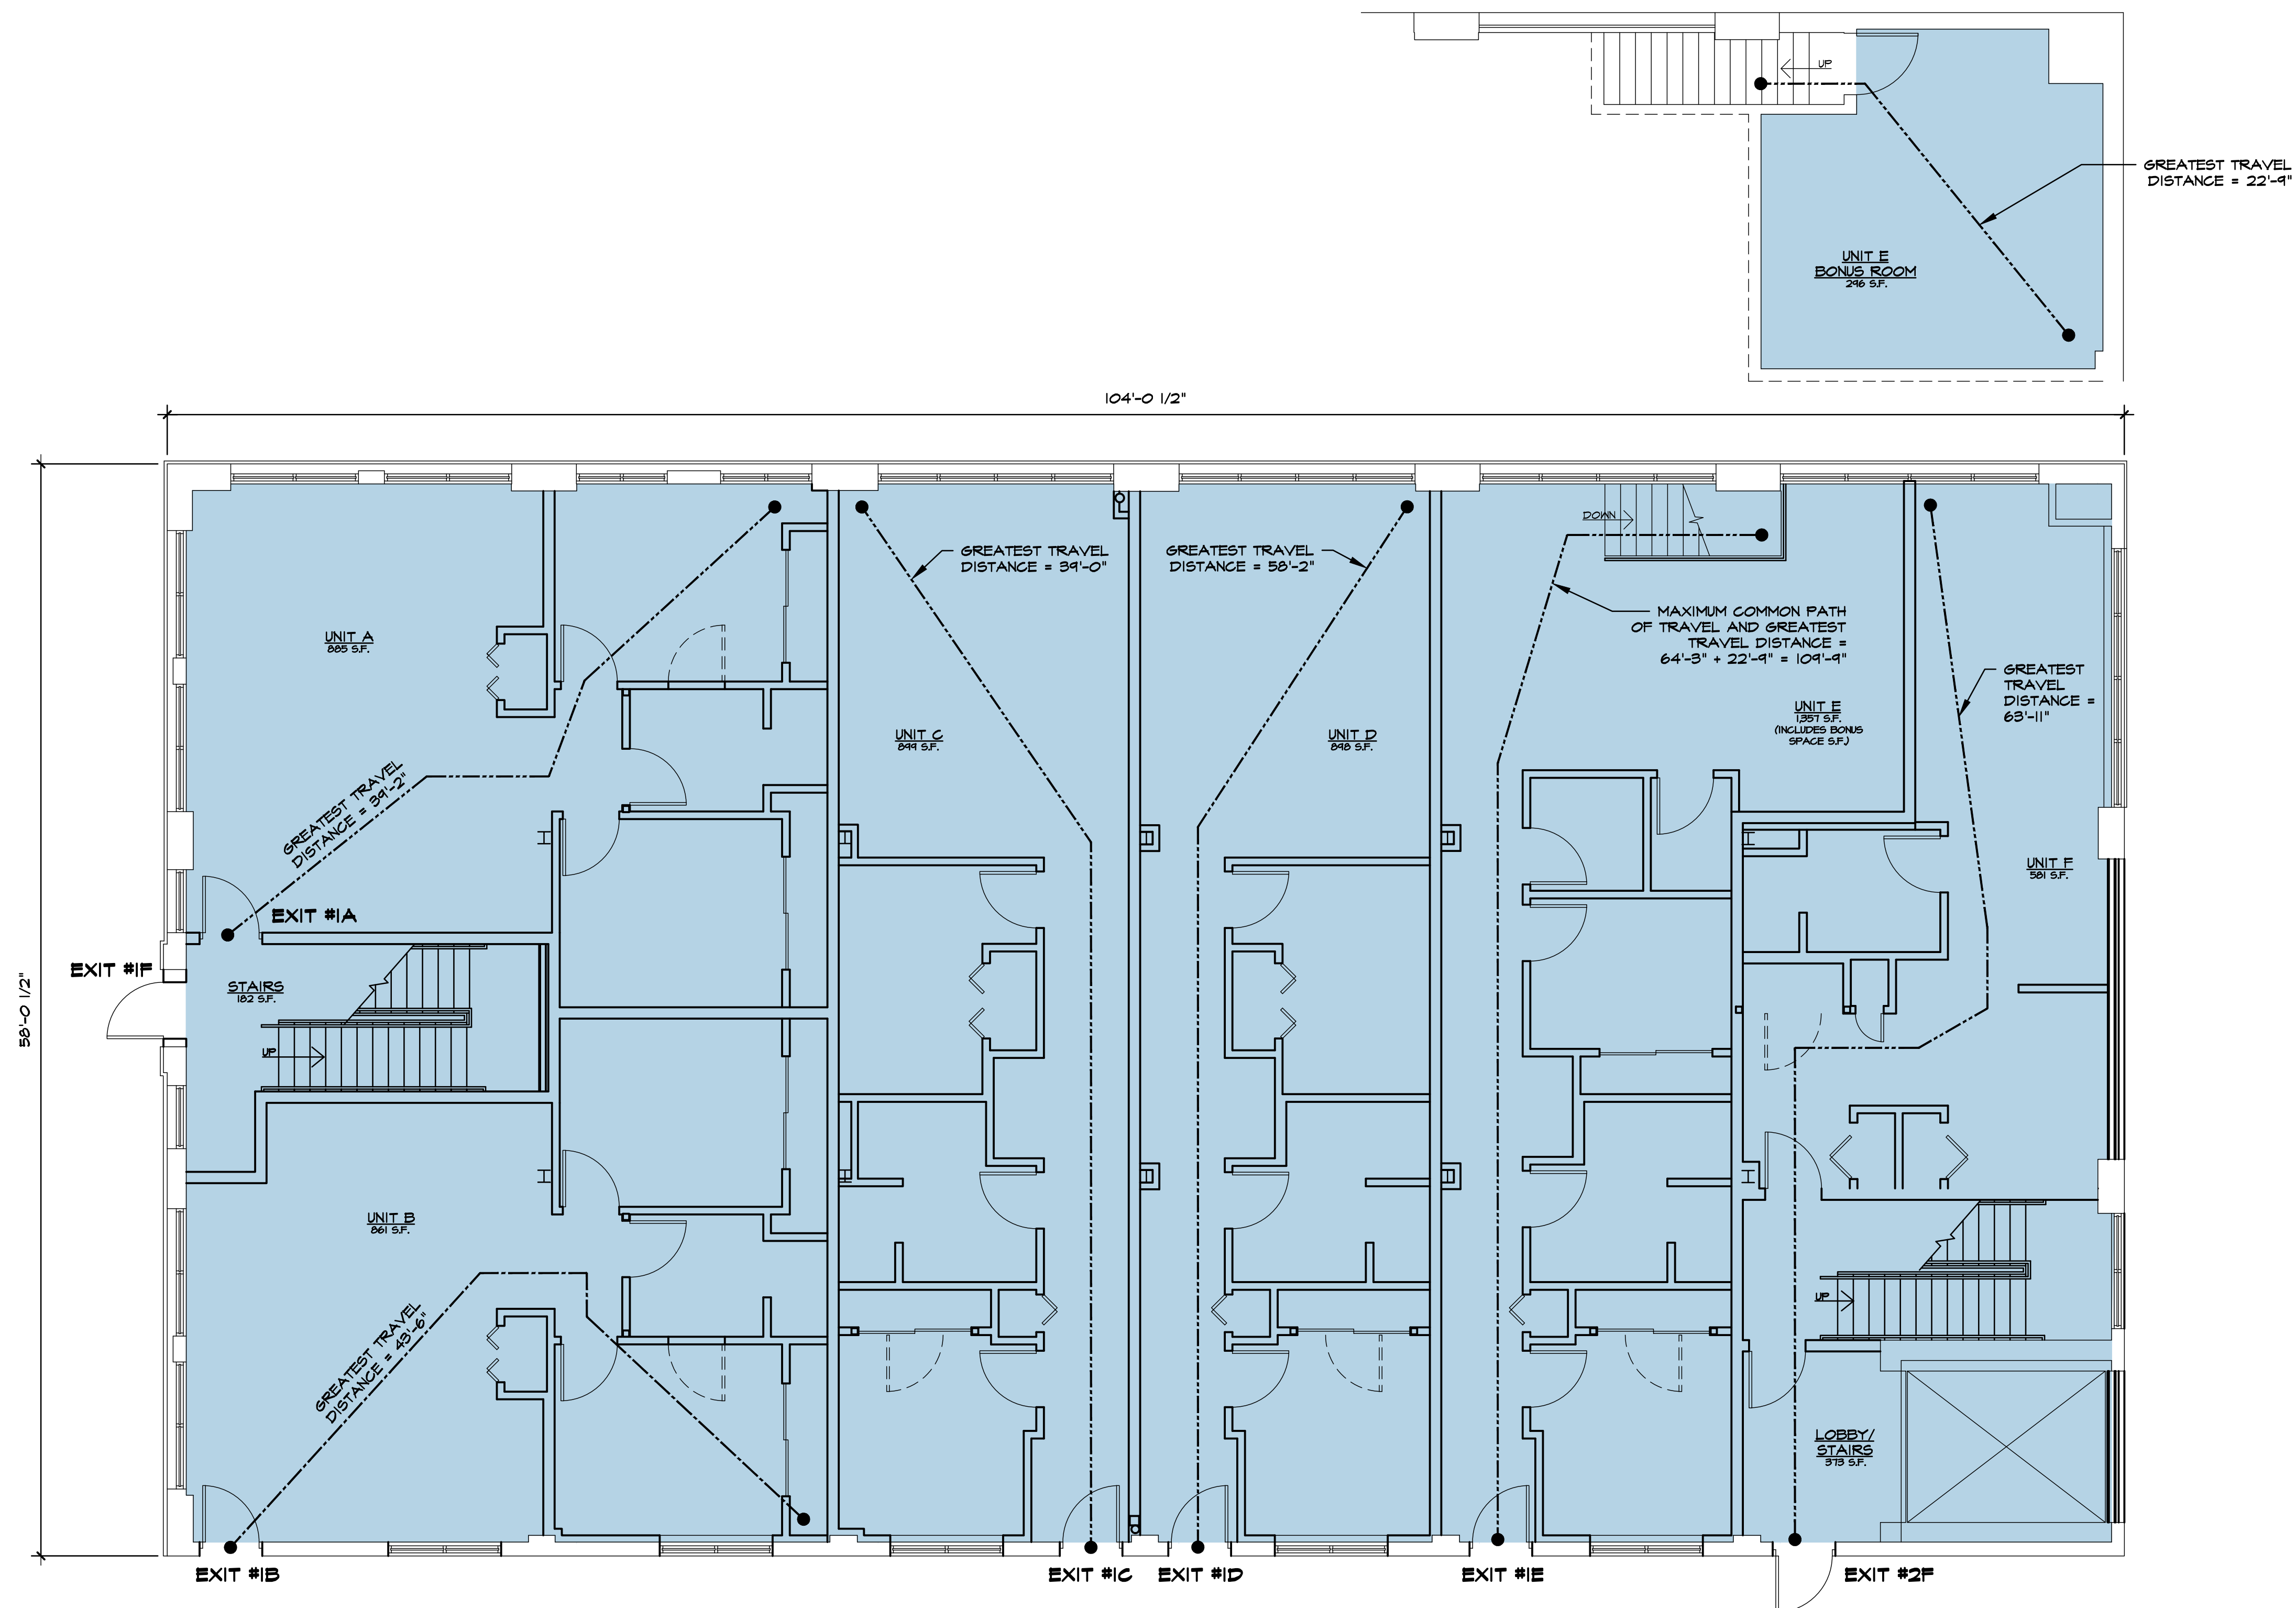 UP
GREATEST TRAVEL
DISTANCE = 22'-9"
UNIT E
BONUS ROOM
296 S.F.
104'-0 1/2"
58'-0 1/2"
GREATEST TRAVEL
DISTANCE = 39'-0"
GREATEST TRAVEL
DISTANCE = 58'-2"
DOWN
MAXIMUM COMMON PATH
OF TRAVEL AND GREATEST
TRAVEL DISTANCE =
64'-3" + 22'-9" = 109'-9"
UNIT A
885 S.F.
GREATEST
TRAVEL
DISTANCE =
63'-11"
UNIT C
899 S.F.
UNIT D
898 S.F.
UNIT E
1,357 S.F.
(INCLUDES BONUS
SPACE S.F.)
GREATEST TRAVEL
DISTANCE = 39'-2"
UNIT F
581 S.F.
EXIT #1A
EXIT #1F
STAIRS
182 S.F.
UP
UNIT B
861 S.F.
GREATEST TRAVEL
DISTANCE = 43'-6"
UP
LOBBY/
STAIRS
373 S.F.
EXIT #1B
EXIT #1C
EXIT #1D
EXIT #1E
EXIT #2F